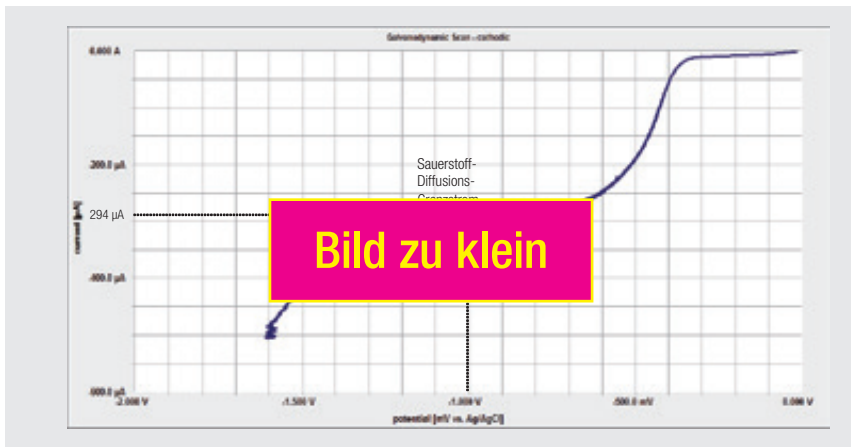 Galvanodynamic Scan - cathodic
0.000 A
Sauerstoff-
Diffusions-
Grenzstrom
-200.0 µA
294 µA
current [µA]
Bild zu klein
-400.0 µA
-600.0 µA
-2.000 V
-1.500 V
-1.000 V
-500.0 mV
0.000 V
potential [mV vs. Ag/AgCl]